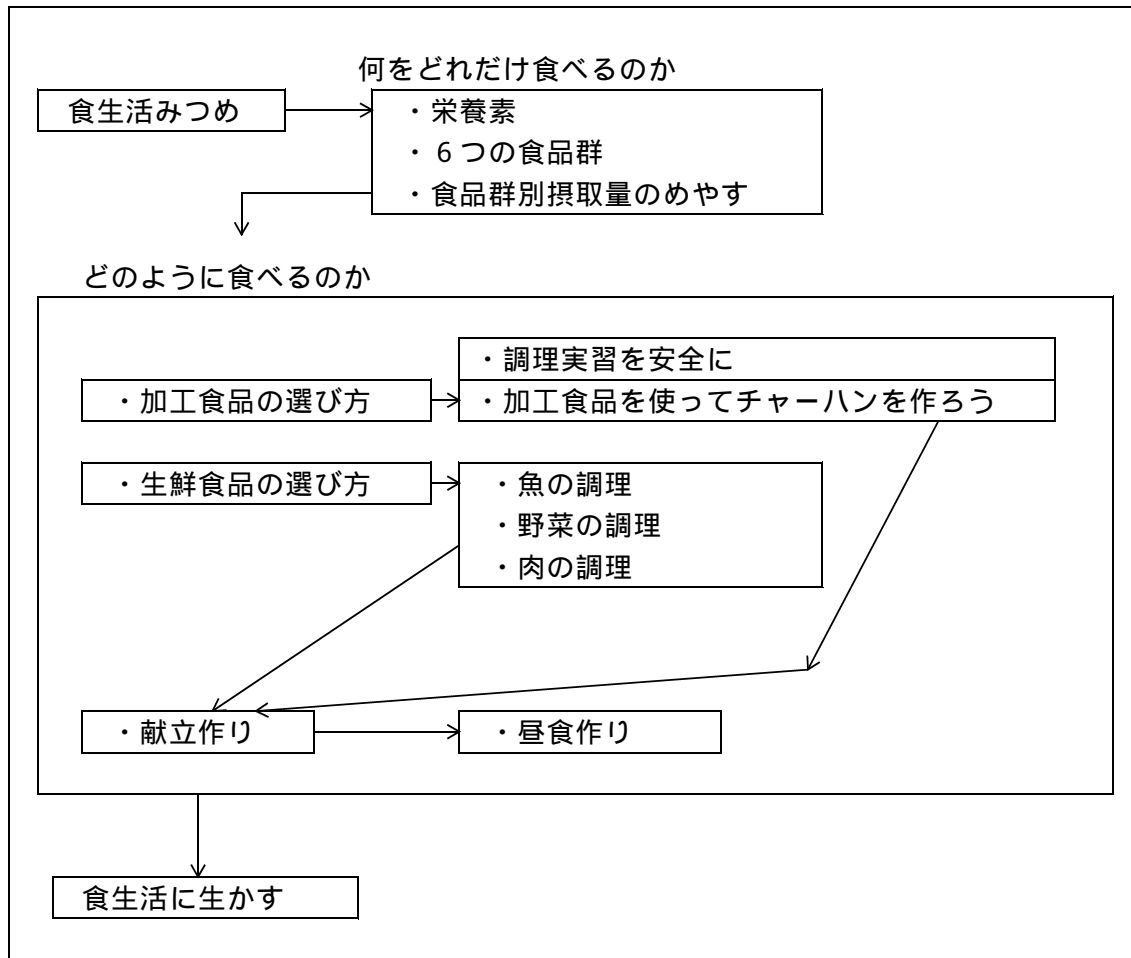 何をどれだけ食べるのか
食生活みつめ
・栄養素
・６つの食品群
・食品群別摂取量のめやす
どのように食べるのか
・調理実習を安全に
・加工食品の選び方
・加工食品を使ってチャーハンを作ろう
・生鮮食品の選び方
・魚の調理
・野菜の調理
・肉の調理
・献立作り
・昼食作り
食生活に生かす